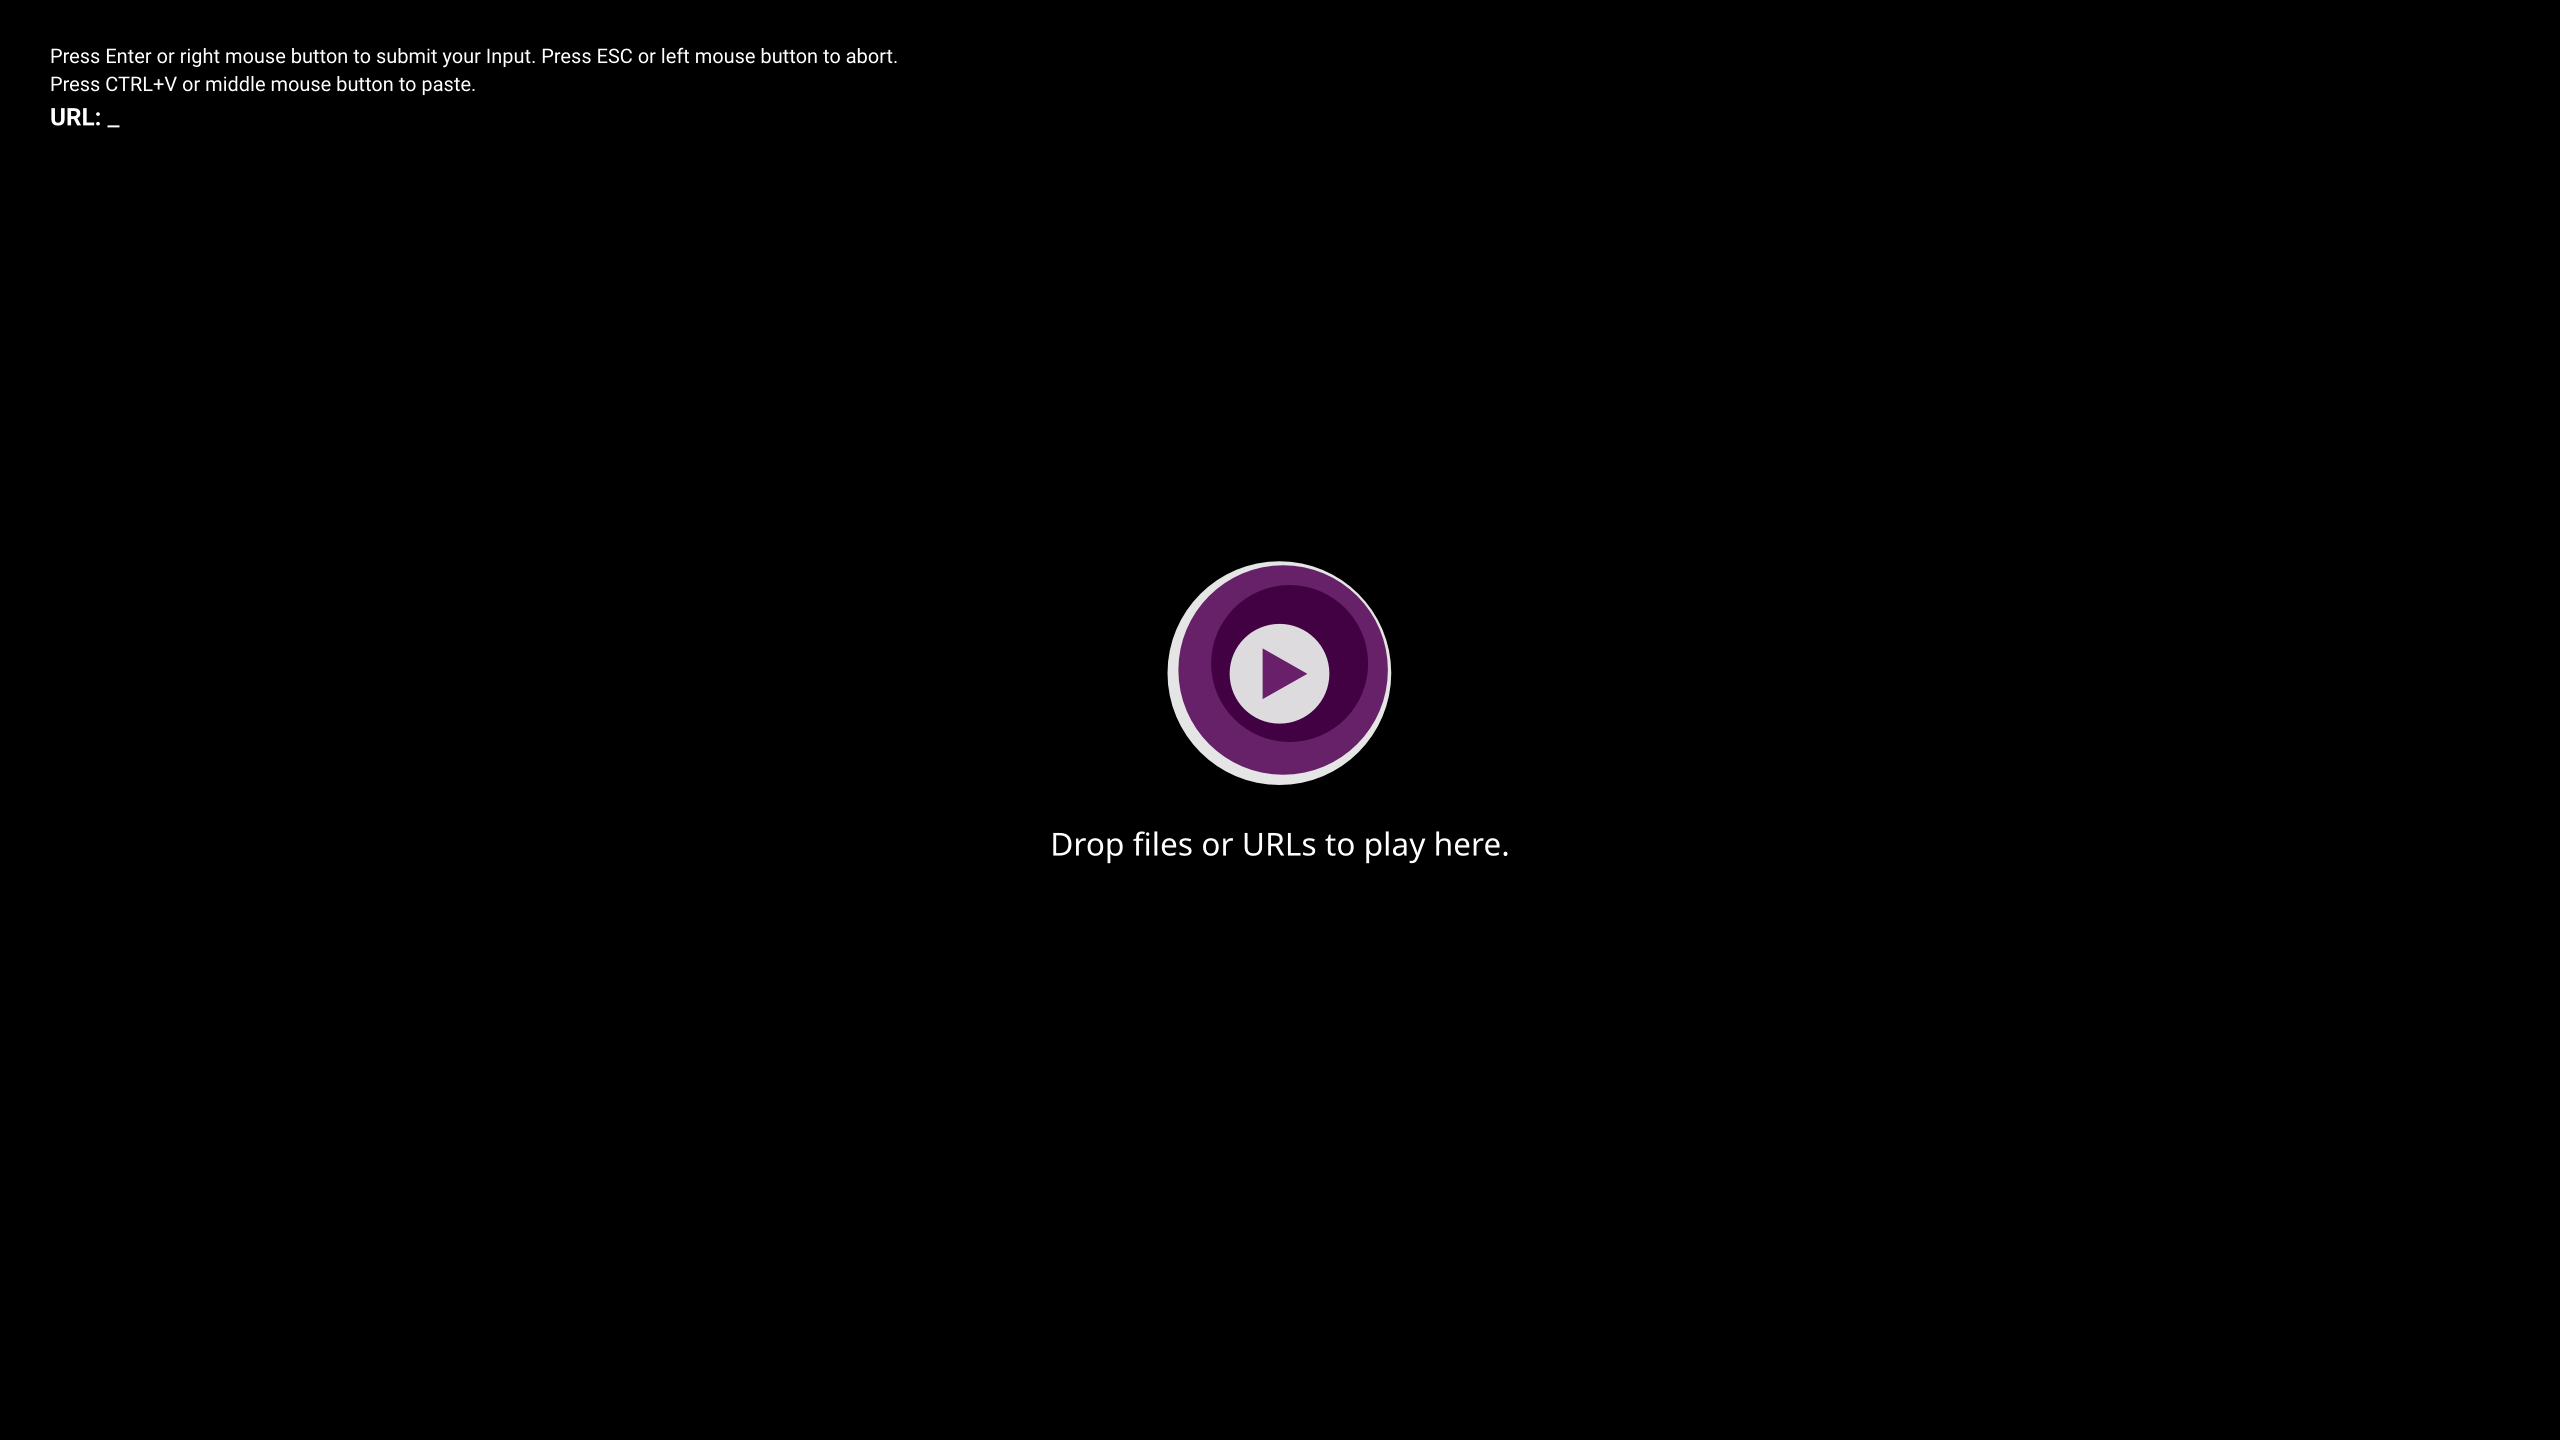 Press Enter or right mouse button to submit your Input. Press ESC or left mouse button to abort.
Press CTRL+V or middle mouse button to paste.
URL: _
Drop files or URLs to play here.